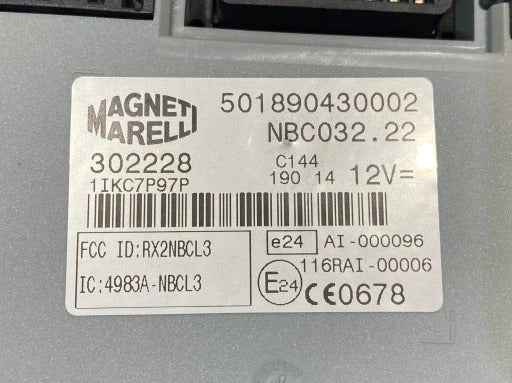 MAGNETI MARELLI
501890430002
NBC032.22
302228
C144
190 14 12V=
1IKC7P97P
FCC ID:RX2NBCL3
IC:4983A-NBCL3
e24 AI-000096
116RAI-00006
E24 CE0678